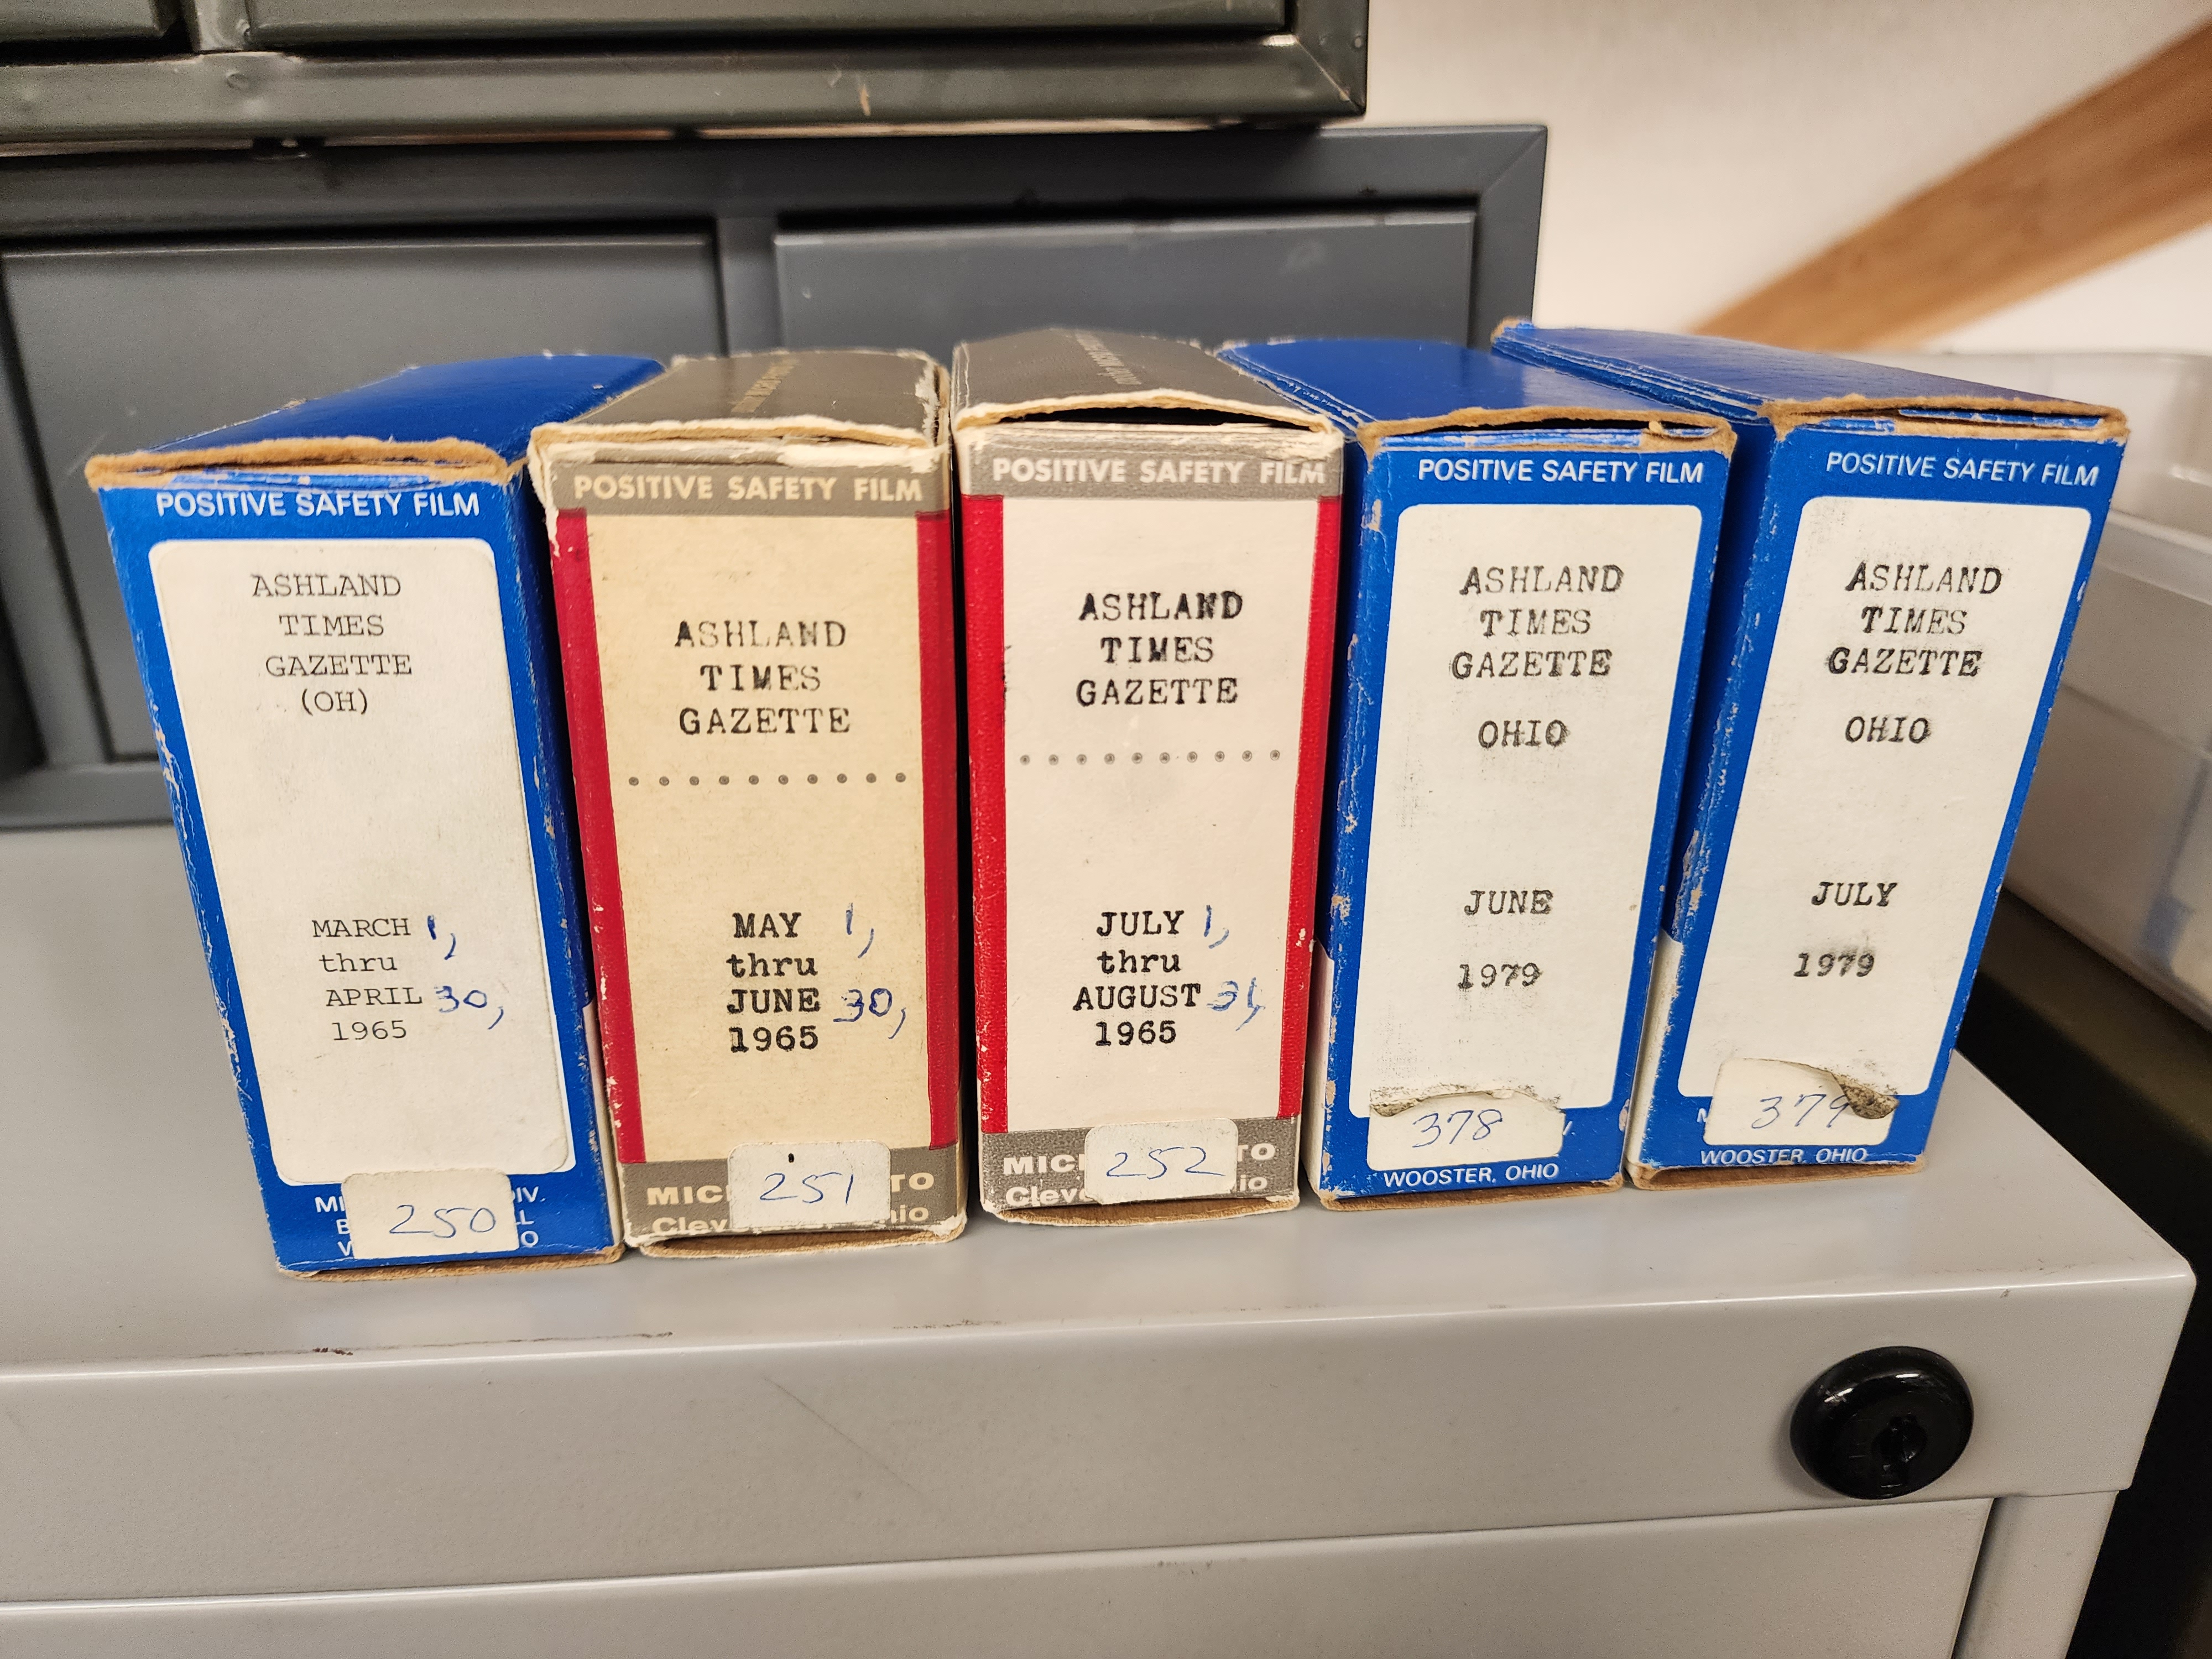 POSITIVE SAFETY FILM
ASHLAND
TIMES
GAZETTE
(OH)
MARCH 1,
thru
APRIL 30,
1965
250
DIV.
POSITIVE SAFETY FILM
ASHLAND
TIMES
GAZETTE
MAY 1,
thru
JUNE 30,
1965
251
POSITIVE SAFETY FILM
ASHLAND
TIMES
GAZETTE
JULY 1,
thru
AUGUST 31,
1965
252
POSITIVE SAFETY FILM
ASHLAND
TIMES
GAZETTE
OHIO
JUNE
1979
378
WOOSTER, OHIO
POSITIVE SAFETY FILM
ASHLAND
TIMES
GAZETTE
OHIO
JULY
1979
379
WOOSTER, OHIO